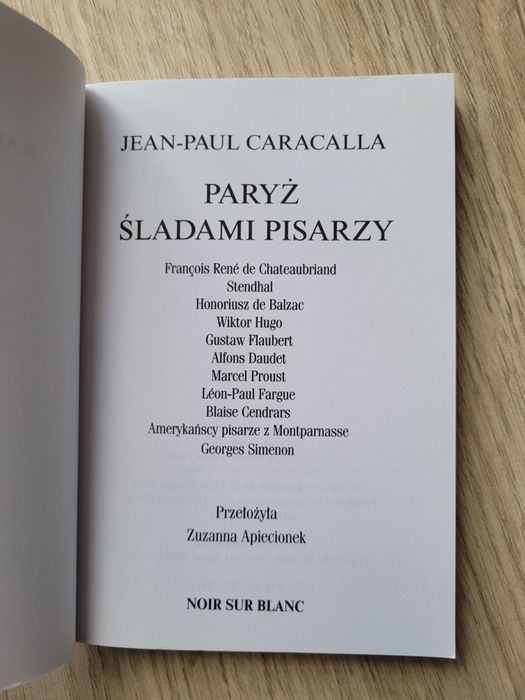 JEAN-PAUL CARACALLA
PARYŻ
ŚLADAMI PISARZY
François René de Chateaubriand
Stendhal
Honoriusz de Balzac
Wiktor Hugo
Gustaw Flaubert
Alfons Daudet
Marcel Proust
Léon-Paul Fargue
Blaise Cendrars
Amerykańscy pisarze z Montparnasse
Georges Simenon
Przełożyła
Zuzanna Apiecionek
NOIR SUR BLANC